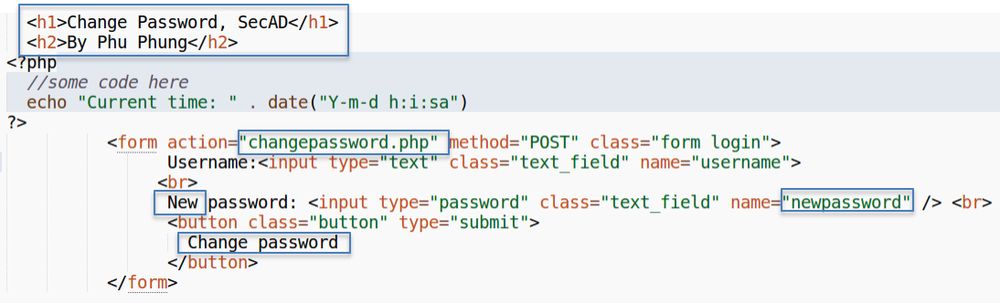 <h1>Change Password, SecAD</h1>
<h2>By Phu Phung</h2>
<?php
//some code here
echo "Current time: " . date("Y-m-d h:i:sa")
?>
<form action="changepassword.php" method="POST" class="form login">
Username:<input type="text" class="text_field" name="username">
<br>
New password: <input type="password" class="text_field" name="newpassword" /> <br>
<button class="button" type="submit">
Change password
</button>
</form>